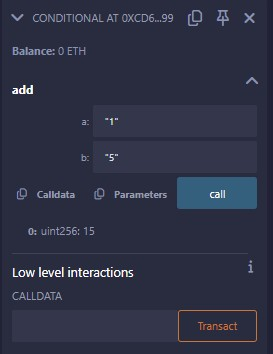 CONDITIONAL AT 0XCD6...99
Balance: 0 ETH
add
a: "1"
b: "5"
Calldata Parameters call
0: uint256: 15
Low level interactions
CALLDATA
Transact